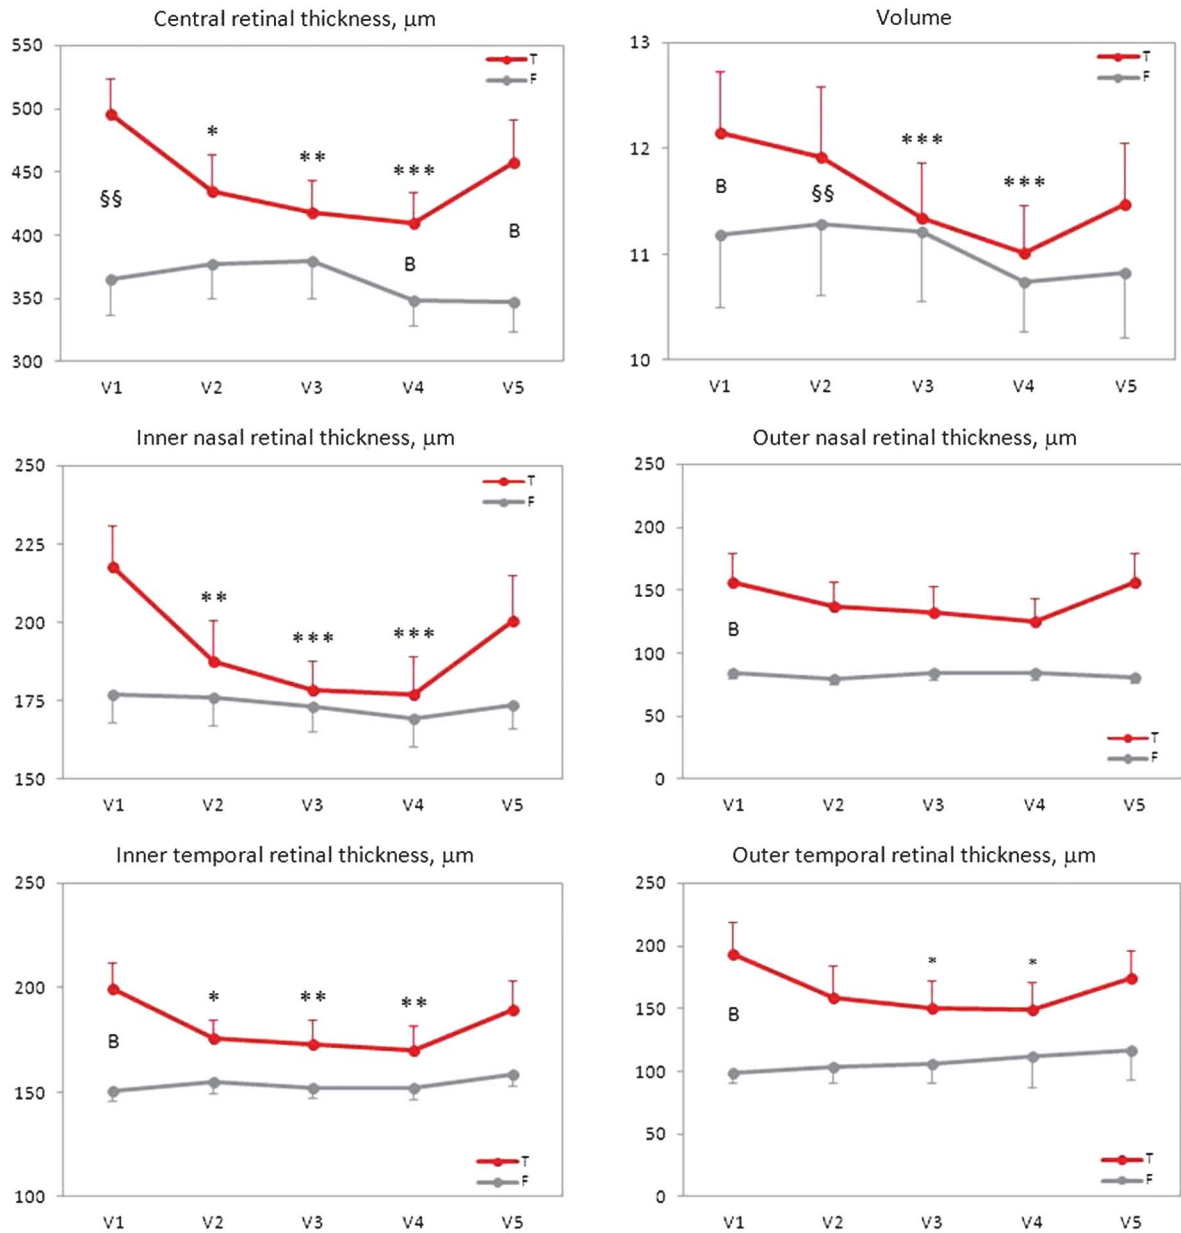 Central retinal thickness, μm
550
500
450
400
350
300
T
F
*
**
***
§§
B
B
V1 V2 V3 V4 V5
Volume
13
12
11
10
T
F
***
***
B
§§
V1 V2 V3 V4 V5
Inner nasal retinal thickness, μm
250
225
200
175
150
T
F
**
***
***
V1 V2 V3 V4 V5
Outer nasal retinal thickness, μm
250
200
150
100
50
0
B
T
F
V1 V2 V3 V4 V5
Inner temporal retinal thickness, μm
250
200
150
100
*
**
**
B
T
F
V1 V2 V3 V4 V5
Outer temporal retinal thickness, μm
250
200
150
100
50
0
*
*
B
T
F
V1 V2 V3 V4 V5